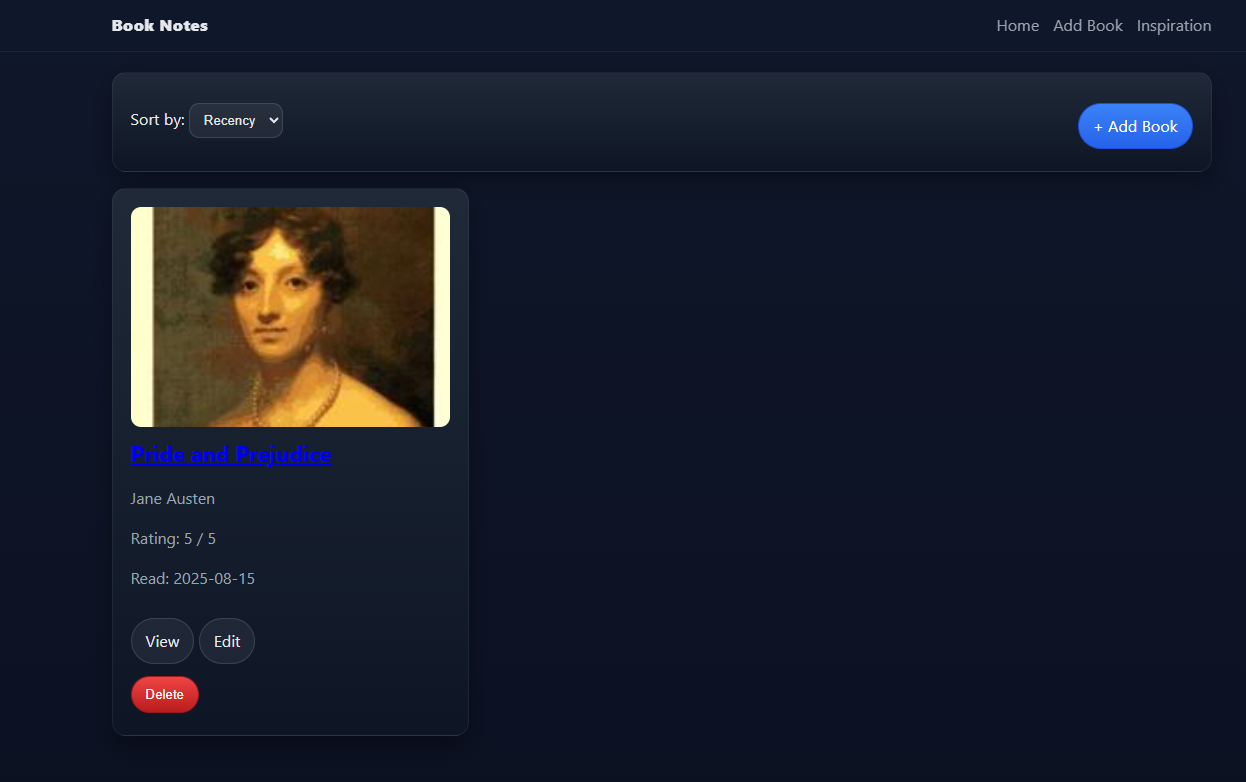 Book Notes Home Add Book Inspiration
Sort by: Recency + Add Book
Pride and Prejudice
Jane Austen
Rating: 5 / 5
Read: 2025-08-15
View Edit
Delete